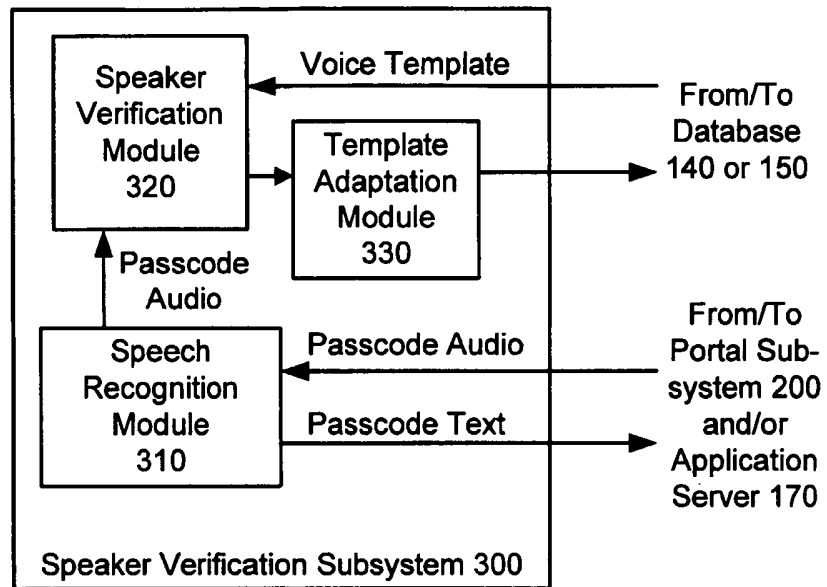 Speaker
Verification
Module
320
Voice Template
Template
Adaptation
Module
330
From/To
Database
140 or 150
Passcode
Audio
Speech
Recognition
Module
310
Passcode Audio
Passcode Text
From/To
Portal Sub-
system 200
and/or
Application
Server 170
Speaker Verification Subsystem 300